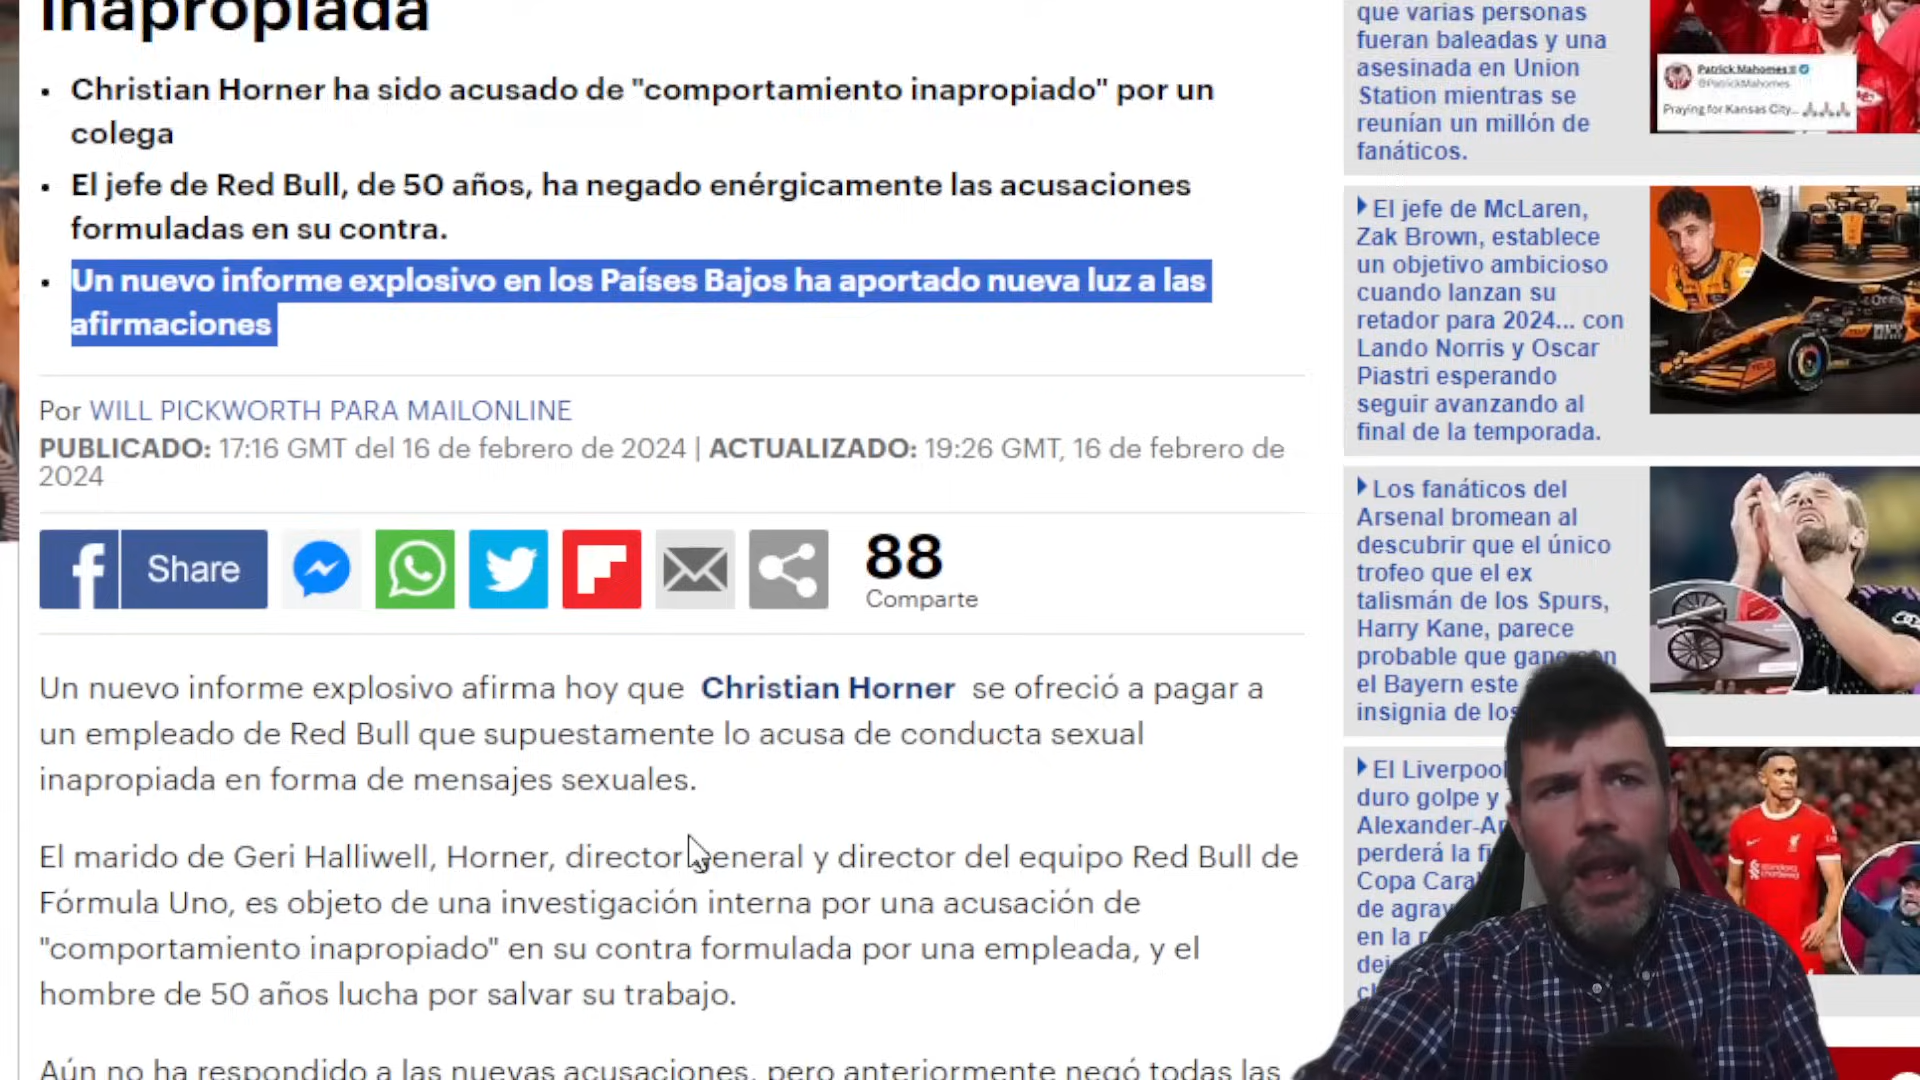 inapropiada
Christian Horner ha sido acusado de "comportamiento inapropiado" por un
colega
El jefe de Red Bull, de 50 años, ha negado enérgicamente las acusaciones
formuladas en su contra.
Un nuevo informe explosivo en los Países Bajos ha aportado nueva luz a las
afirmaciones
Por WILL PICKWORTH PARA MAILONLINE
PUBLICADO: 17:16 GMT del 16 de febrero de 2024 | ACTUALIZADO: 19:26 GMT, 16 de febrero de
2024
Share
88
Comparte
Un nuevo informe explosivo afirma hoy que Christian Horner se ofreció a pagar a
un empleado de Red Bull que supuestamente lo acusa de conducta sexual
inapropiada en forma de mensajes sexuales.
El marido de Geri Halliwell, Horner, director general y director del equipo Red Bull de
Fórmula Uno, es objeto de una investigación interna por una acusación de
"comportamiento inapropiado" en su contra formulada por una empleada, y el
hombre de 50 años lucha por salvar su trabajo.
Aún no ha respondido a las nuevas acusaciones, pero anteriormente negó todas las
que varias personas
fueran baleadas y una
asesinada en Union
Station mientras se
reunían un millón de
fanáticos.
Patrick Mahomes II
@PatrickMahomes
Praying for Kansas City...
El jefe de McLaren,
Zak Brown, establece
un objetivo ambicioso
cuando lanzan su
retador para 2024... con
Lando Norris y Oscar
Piastri esperando
seguir avanzando al
final de la temporada.
Los fanáticos del
Arsenal bromean al
descubrir que el único
trofeo que el ex
talismán de los Spurs,
Harry Kane, parece
probable que gane con
el Bayern este
insignia de los
El Liverpool
duro golpe y
Alexander-Ar
perderá la fi
Copa Cara
de agrav
en la r
dej